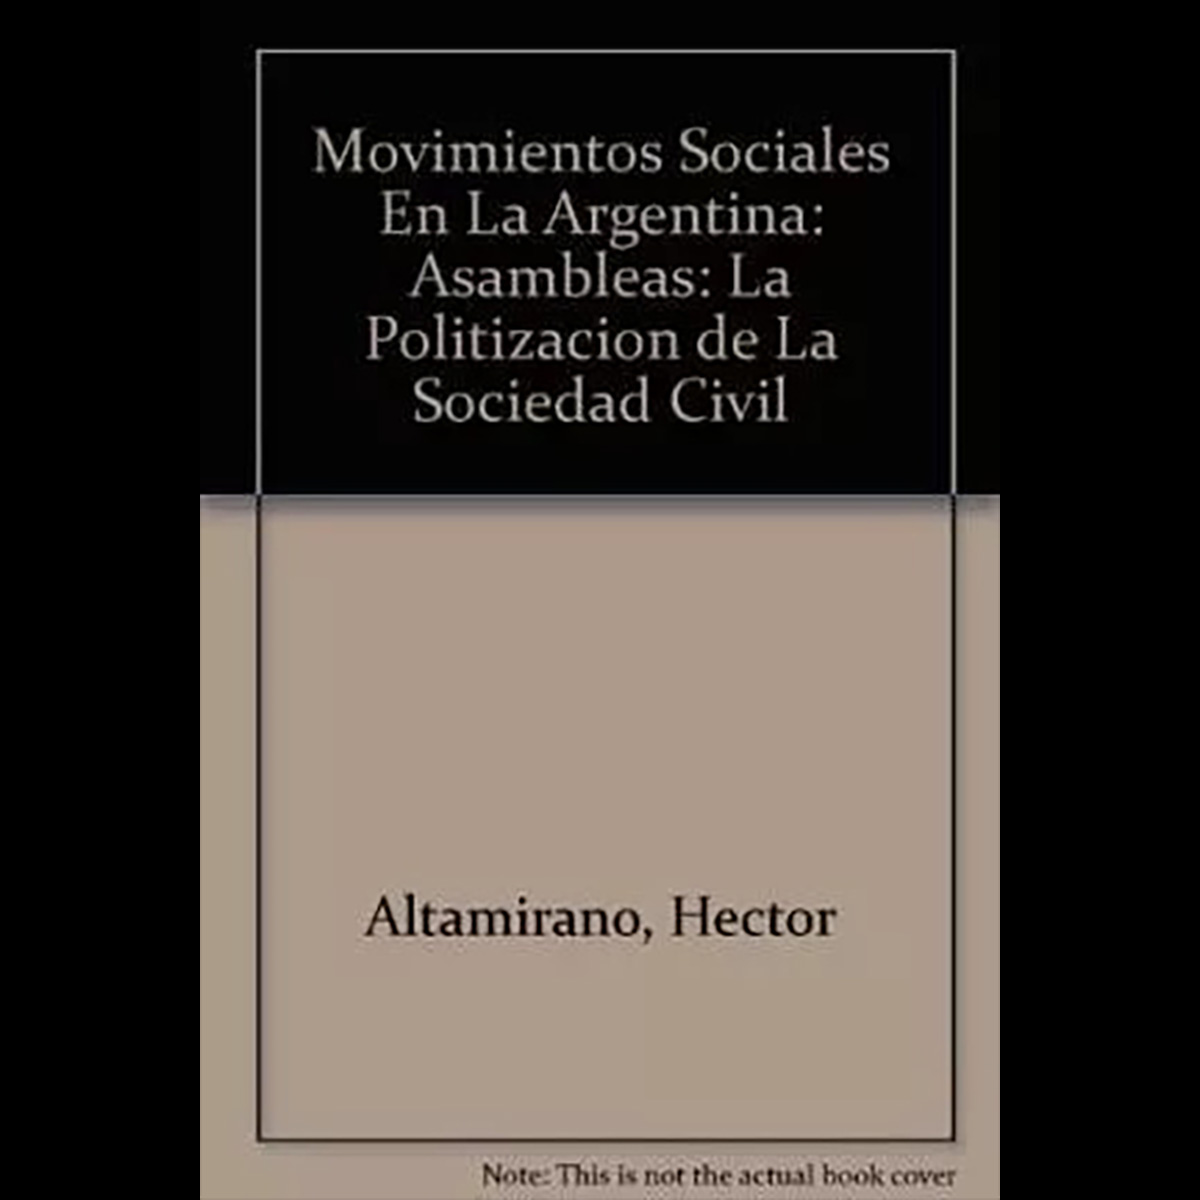 Movimientos Sociales
En La Argentina:
Asambleas: La
Politizacion de La
Sociedad Civil
Altamirano, Hector
Note: This is not the actual book cover